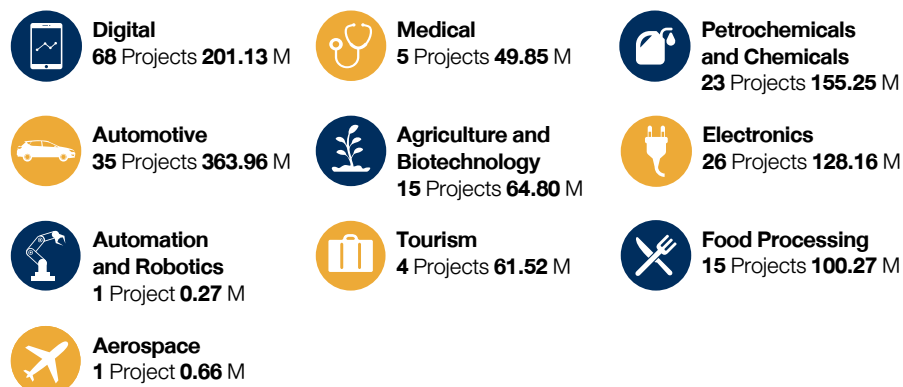 Digital
68 Projects 201.13 M
Medical
5 Projects 49.85 M
Petrochemicals
and Chemicals
23 Projects 155.25 M
Automotive
35 Projects 363.96 M
Agriculture and
Biotechnology
15 Projects 64.80 M
Electronics
26 Projects 128.16 M
Automation
and Robotics
1 Project 0.27 M
Tourism
4 Projects 61.52 M
Food Processing
15 Projects 100.27 M
Aerospace
1 Project 0.66 M